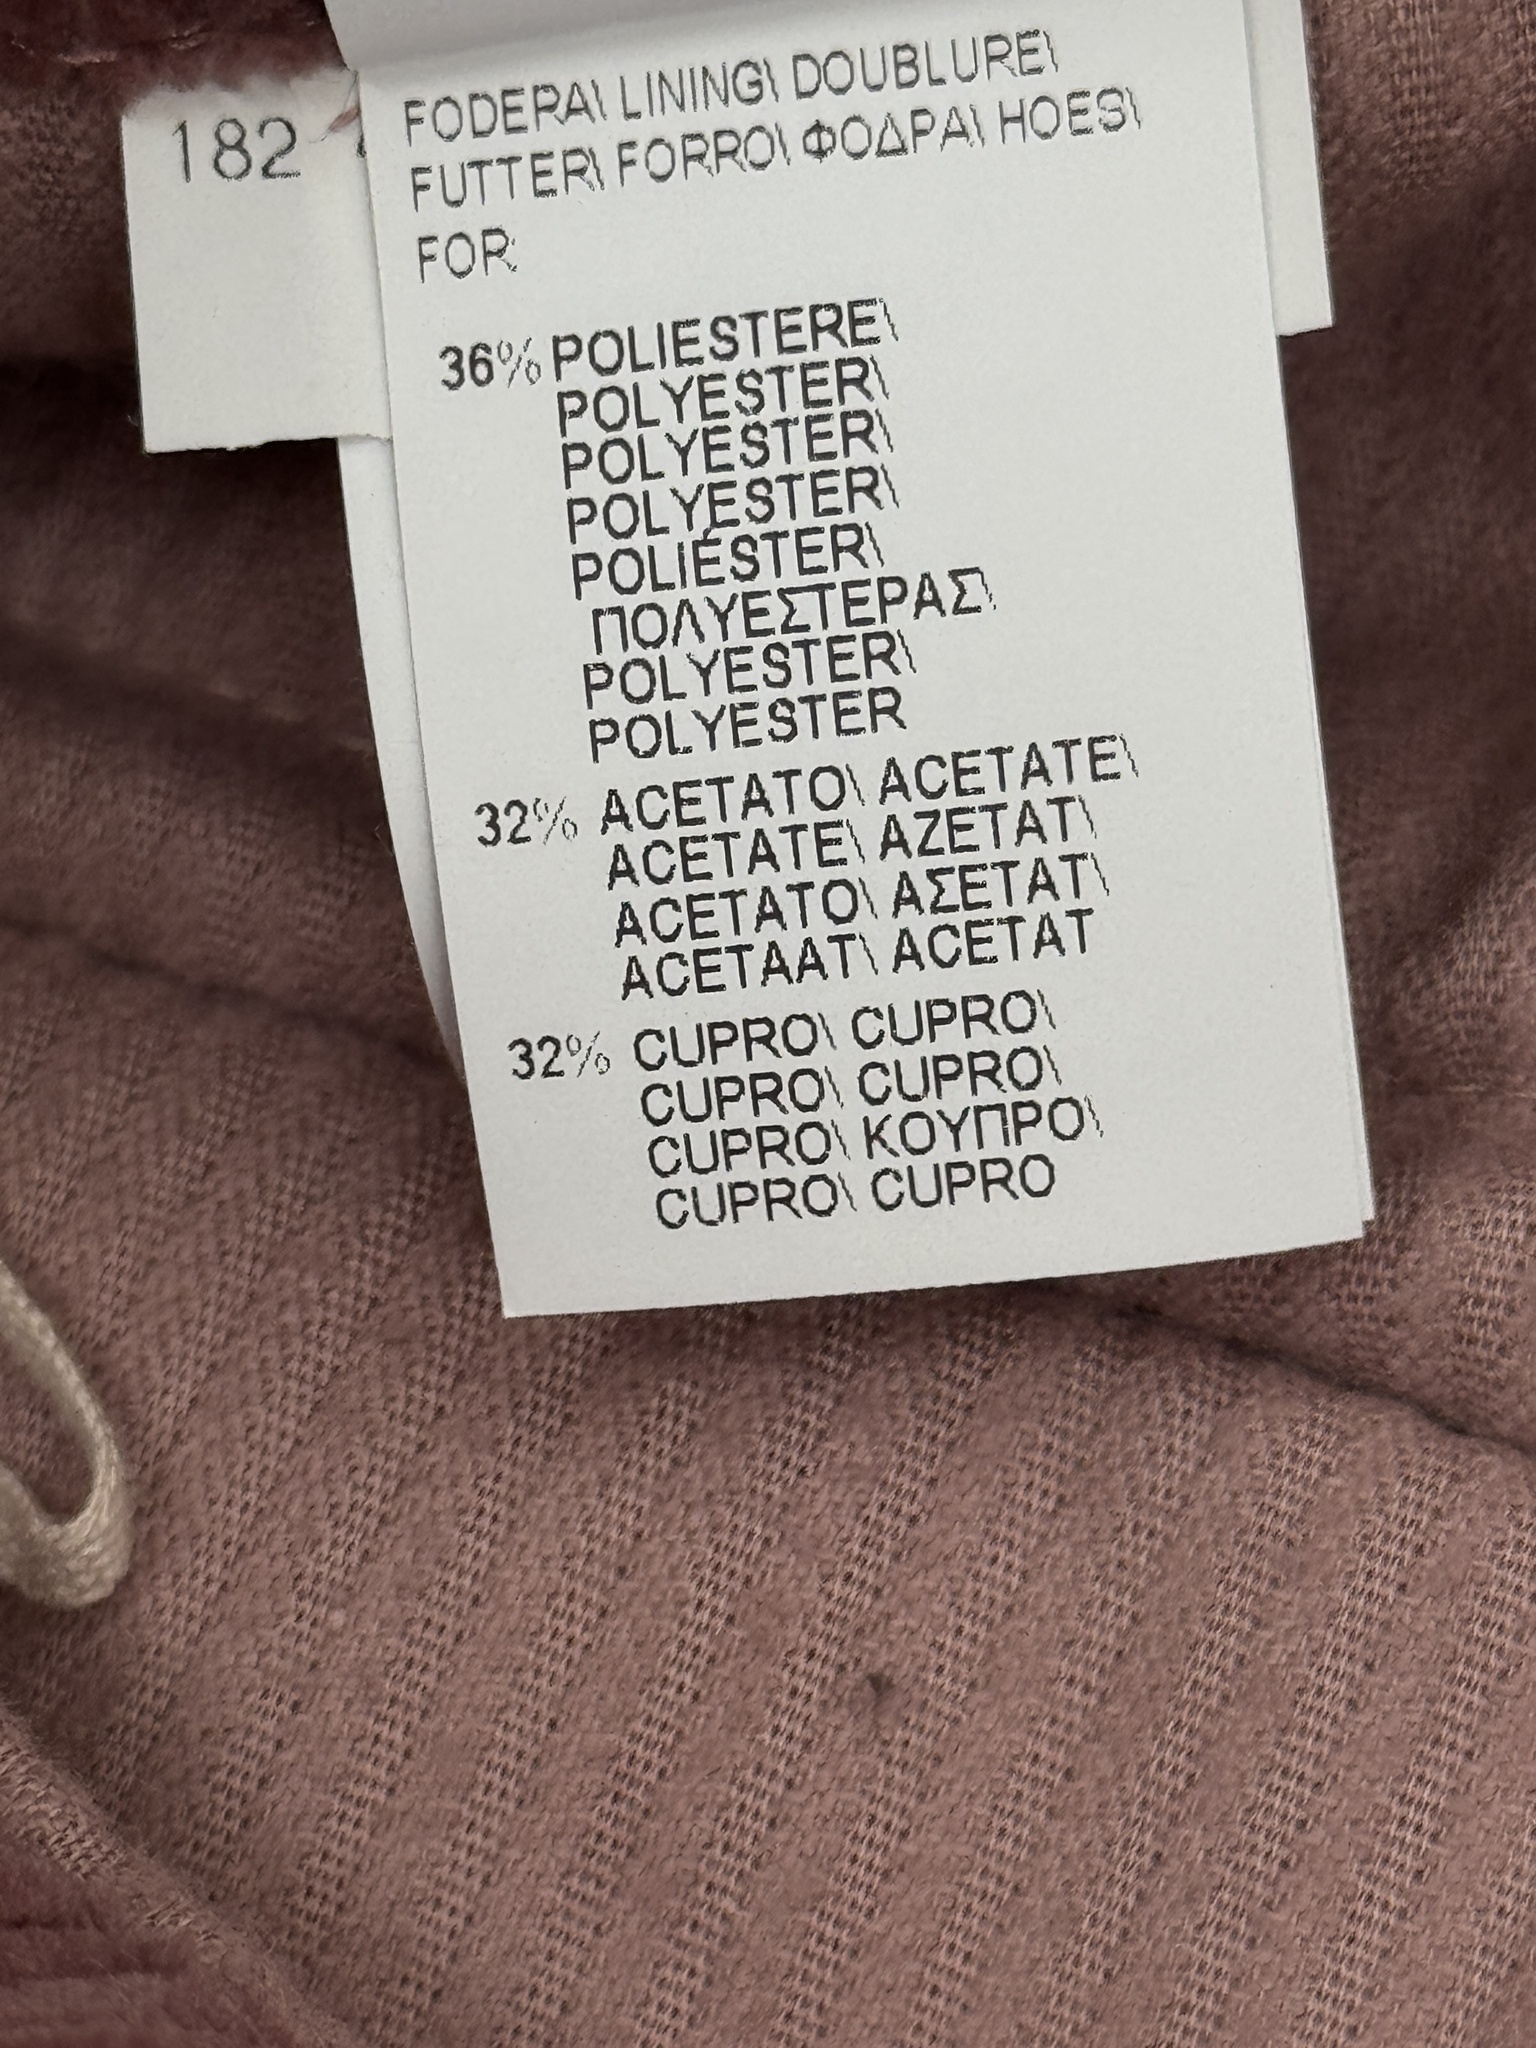 182
FODERA\ LINING\ DOUBLURE\
FUTTER\ FORRO\ ΦΟΔΡΑ\ HOES\
FOR
36% POLIESTERE\
POLYESTER\
POLYESTER\
POLYESTER\
POLIÉSTER\
ΠΟΛΥΕΣΤΕΡΑΣ\
POLYESTER\
POLYESTER
32% ACETATO\ ACETATE\
ACETATE\ AZETAT\
ACETATO\ ΑΣΕΤΑΤ\
ACETAAT\ ACETAT
32% CUPRO\ CUPRO\
CUPRO\ CUPRO\
CUPRO\ ΚΟΥΠΡΟ\
CUPRO\ CUPRO